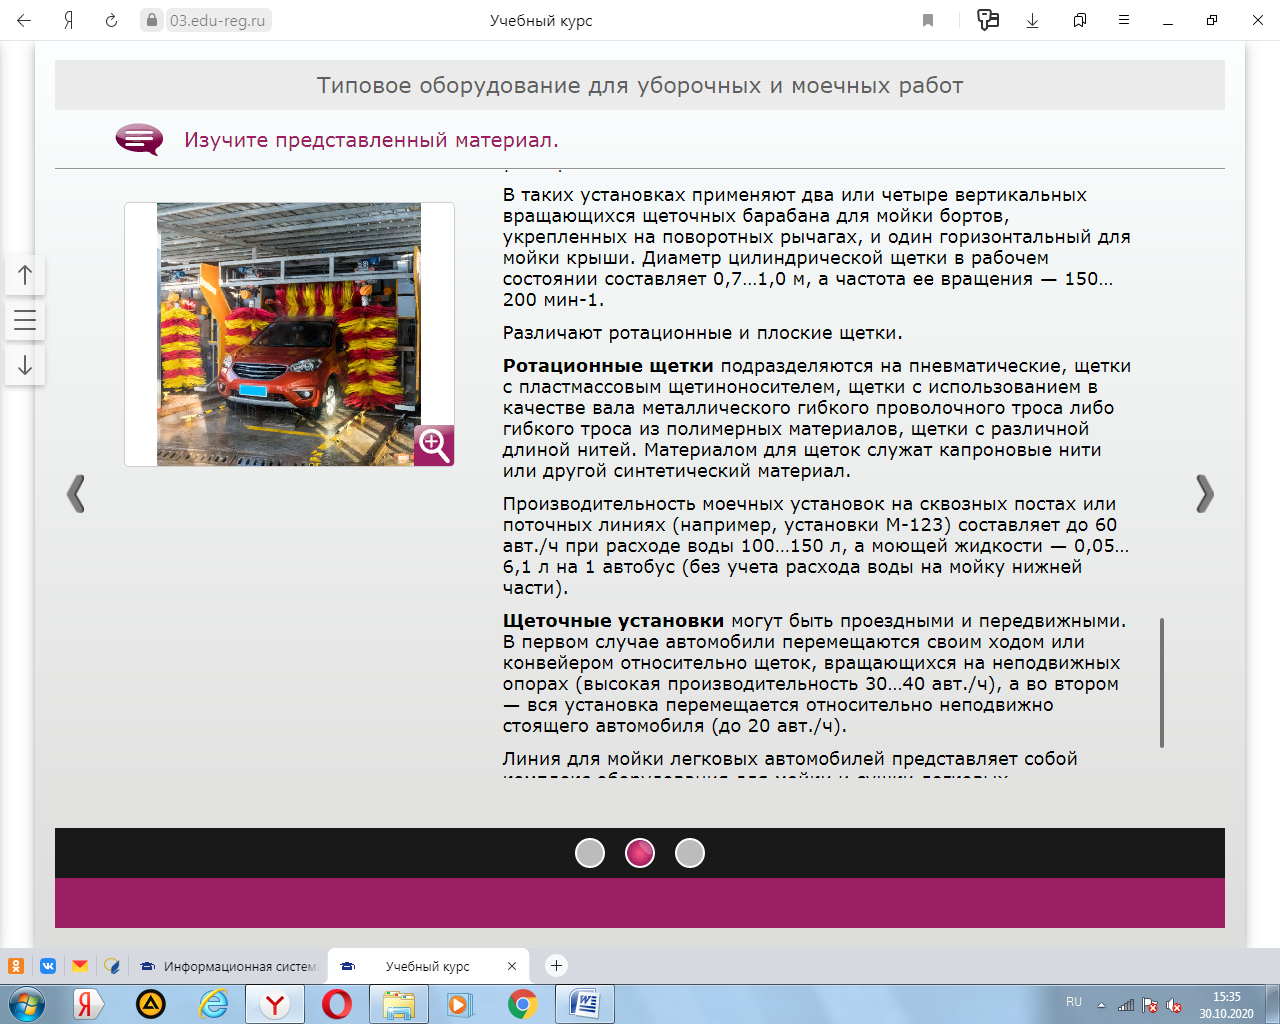 03.edu-reg.ru
Учебный курс
Типовое оборудование для уборочных и моечных работ
Изучите представленный материал.
В таких установках применяют два или четыре вертикальных
вращающихся щеточных барабана для мойки бортов,
укрепленных на поворотных рычагах, и один горизонтальный для
мойки крыши. Диаметр цилиндрической щетки в рабочем
состоянии составляет 0,7…1,0 м, а частота ее вращения — 150…
200 мин-1.
Различают ротационные и плоские щетки.
Ротационные щетки подразделяются на пневматические, щетки
с пластмассовым щетиноносителем, щетки с использованием в
качестве вала металлического гибкого проволочного троса либо
гибкого троса из полимерных материалов, щетки с различной
длиной нитей. Материалом для щеток служат капроновые нити
или другой синтетический материал.
Производительность моечных установок на сквозных постах или
поточных линиях (например, установки М-123) составляет до 60
авт./ч при расходе воды 100…150 л, а моющей жидкости — 0,05…
6,1 л на 1 автобус (без учета расхода воды на мойку нижней
части).
Щеточные установки могут быть проездными и передвижными.
В первом случае автомобили перемещаются своим ходом или
конвейером относительно щеток, вращающихся на неподвижных
опорах (высокая производительность 30…40 авт./ч), а во втором
— вся установка перемещается относительно неподвижно
стоящего автомобиля (до 20 авт./ч).
Линия для мойки легковых автомобилей представляет собой
комплекс оборудования для мойки и сушки легковых
Информационная систем
Учебный курс
RU
15:35
30.10.2020